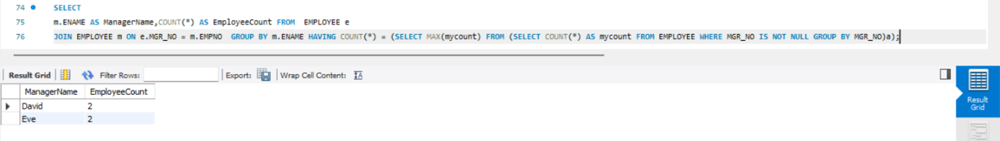 74 SELECT
75 m.ENAME AS ManagerName,COUNT(*) AS EmployeeCount FROM  EMPLOYEE e
76 JOIN EMPLOYEE m ON e.MGR_NO = m.EMPNO  GROUP BY m.ENAME HAVING COUNT(*) = (SELECT MAX(mycount) FROM (SELECT COUNT(*) AS mycount FROM EMPLOYEE WHERE MGR_NO IS NOT NULL GROUP BY MGR_NO)a);
Result Grid Filter Rows: Export: Wrap Cell Content: IA
ManagerName EmployeeCount
David 2
Eve 2
Result
Grid